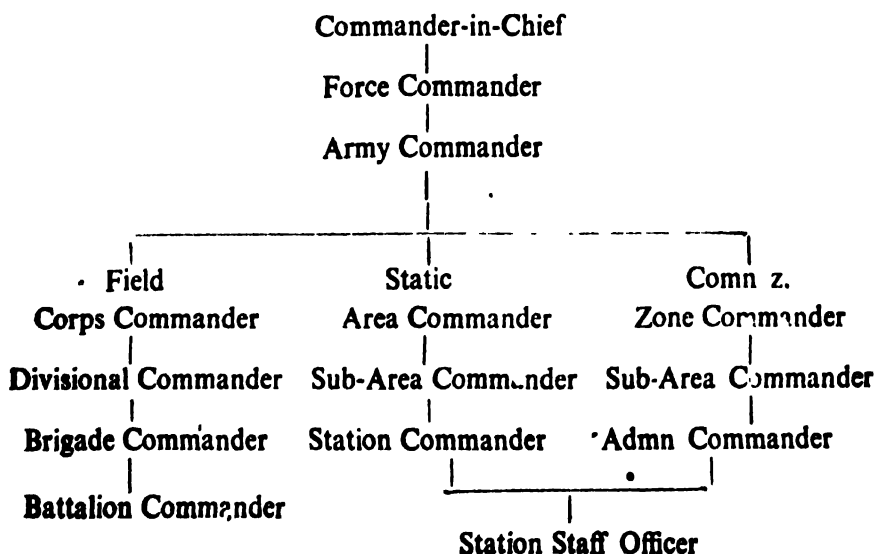 Commander-in-Chief
Force Commander
Army Commander
Field Static Comn z.
Corps Commander Area Commander Zone Commander
Divisional Commander Sub-Area Commander Sub-Area Commander
Brigade Commander Station Commander Admn Commander
Battalion Commander
Station Staff Officer